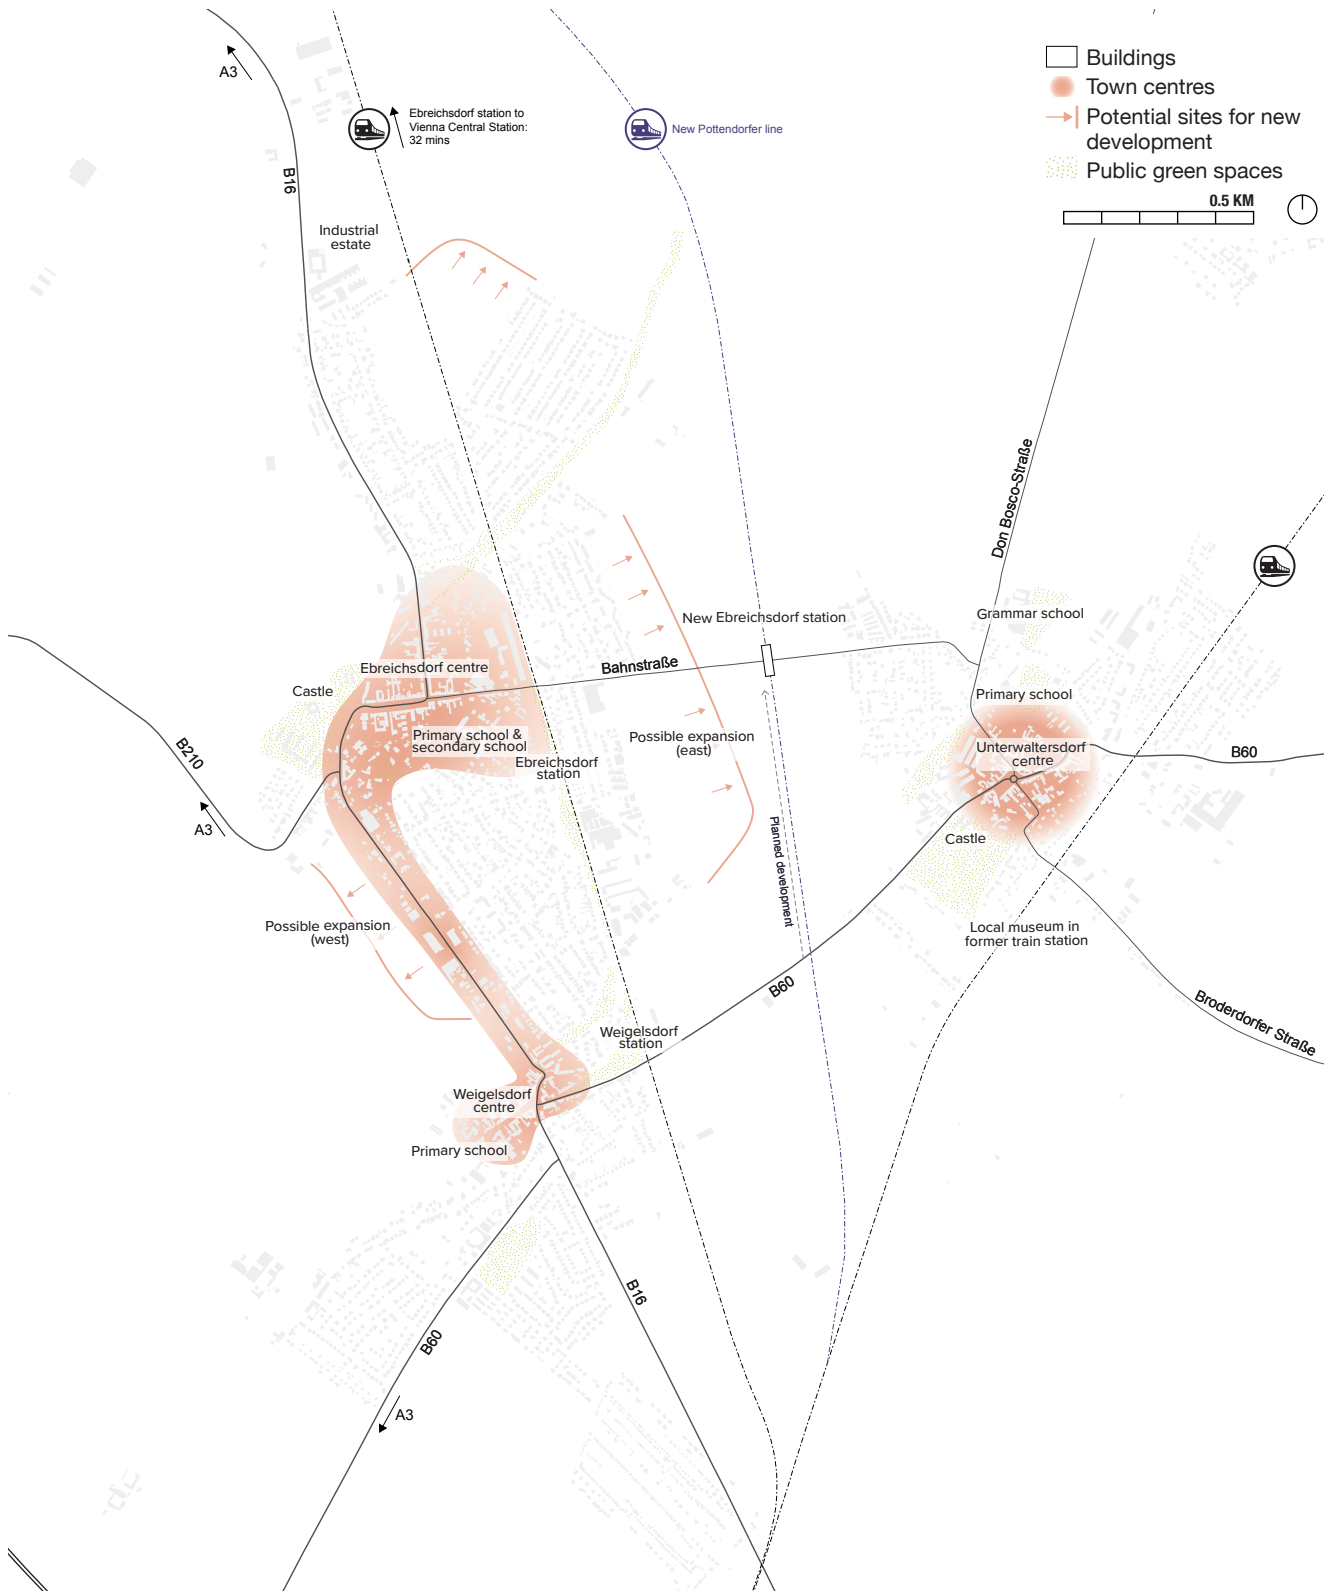 A3
Ebreichsdorf station to
Vienna Central Station:
32 mins
New Pottendorfer line
Buildings
Town centres
Potential sites for new
development
Public green spaces
0.5 KM
B16
Industrial
estate
Don Bosco-Straße
New Ebreichsdorf station
Grammar school
Ebreichsdorf centre
Bahnstraße
Castle
Primary school
Primary school &
secondary school
Ebreichsdorf
station
Possible expansion
(east)
Unterwaltersdorf
centre
B60
B210
A3
Planned development
Castle
Possible expansion
(west)
Local museum in
former train station
B60
Broderdorfer Straße
Weigelsdorf
station
Weigelsdorf
centre
Primary school
B16
B60
A3